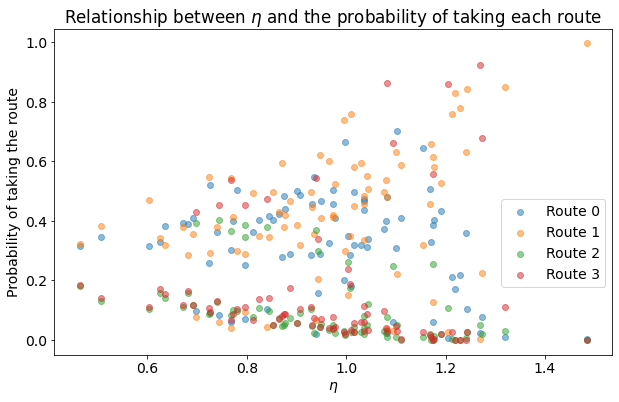 Relationship between η and the probability of taking each route
Probability of taking the route
1.0
0.8
0.6
0.4
0.2
0.0
Route 0
Route 1
Route 2
Route 3
0.6 0.8 1.0 1.2 1.4
η